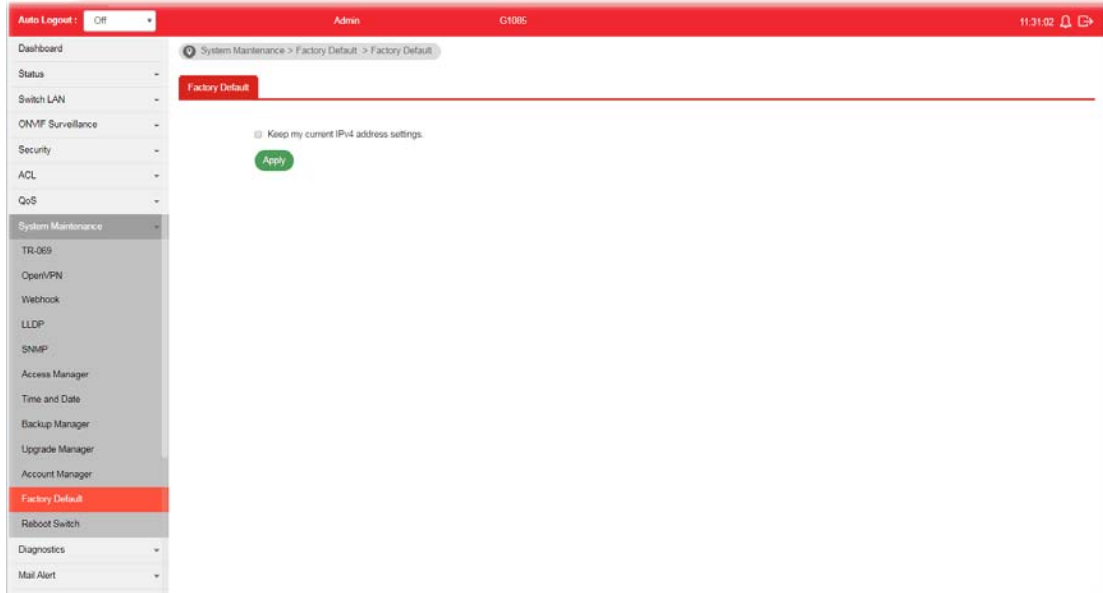 Auto Logout : Off Admin G1085 11:31:02
Dashboard
System Maintenance > Factory Default > Factory Default
Status
Switch LAN
ONVIF Surveillance
Security
ACL
QoS
System Maintenance
TR-069
OpenVPN
Webhook
LLDP
SNMP
Access Manager
Time and Date
Backup Manager
Upgrade Manager
Account Manager
Factory Default
Reboot Switch
Diagnostics
Mail Alert
Factory Default
Keep my current IPv4 address settings.
Apply